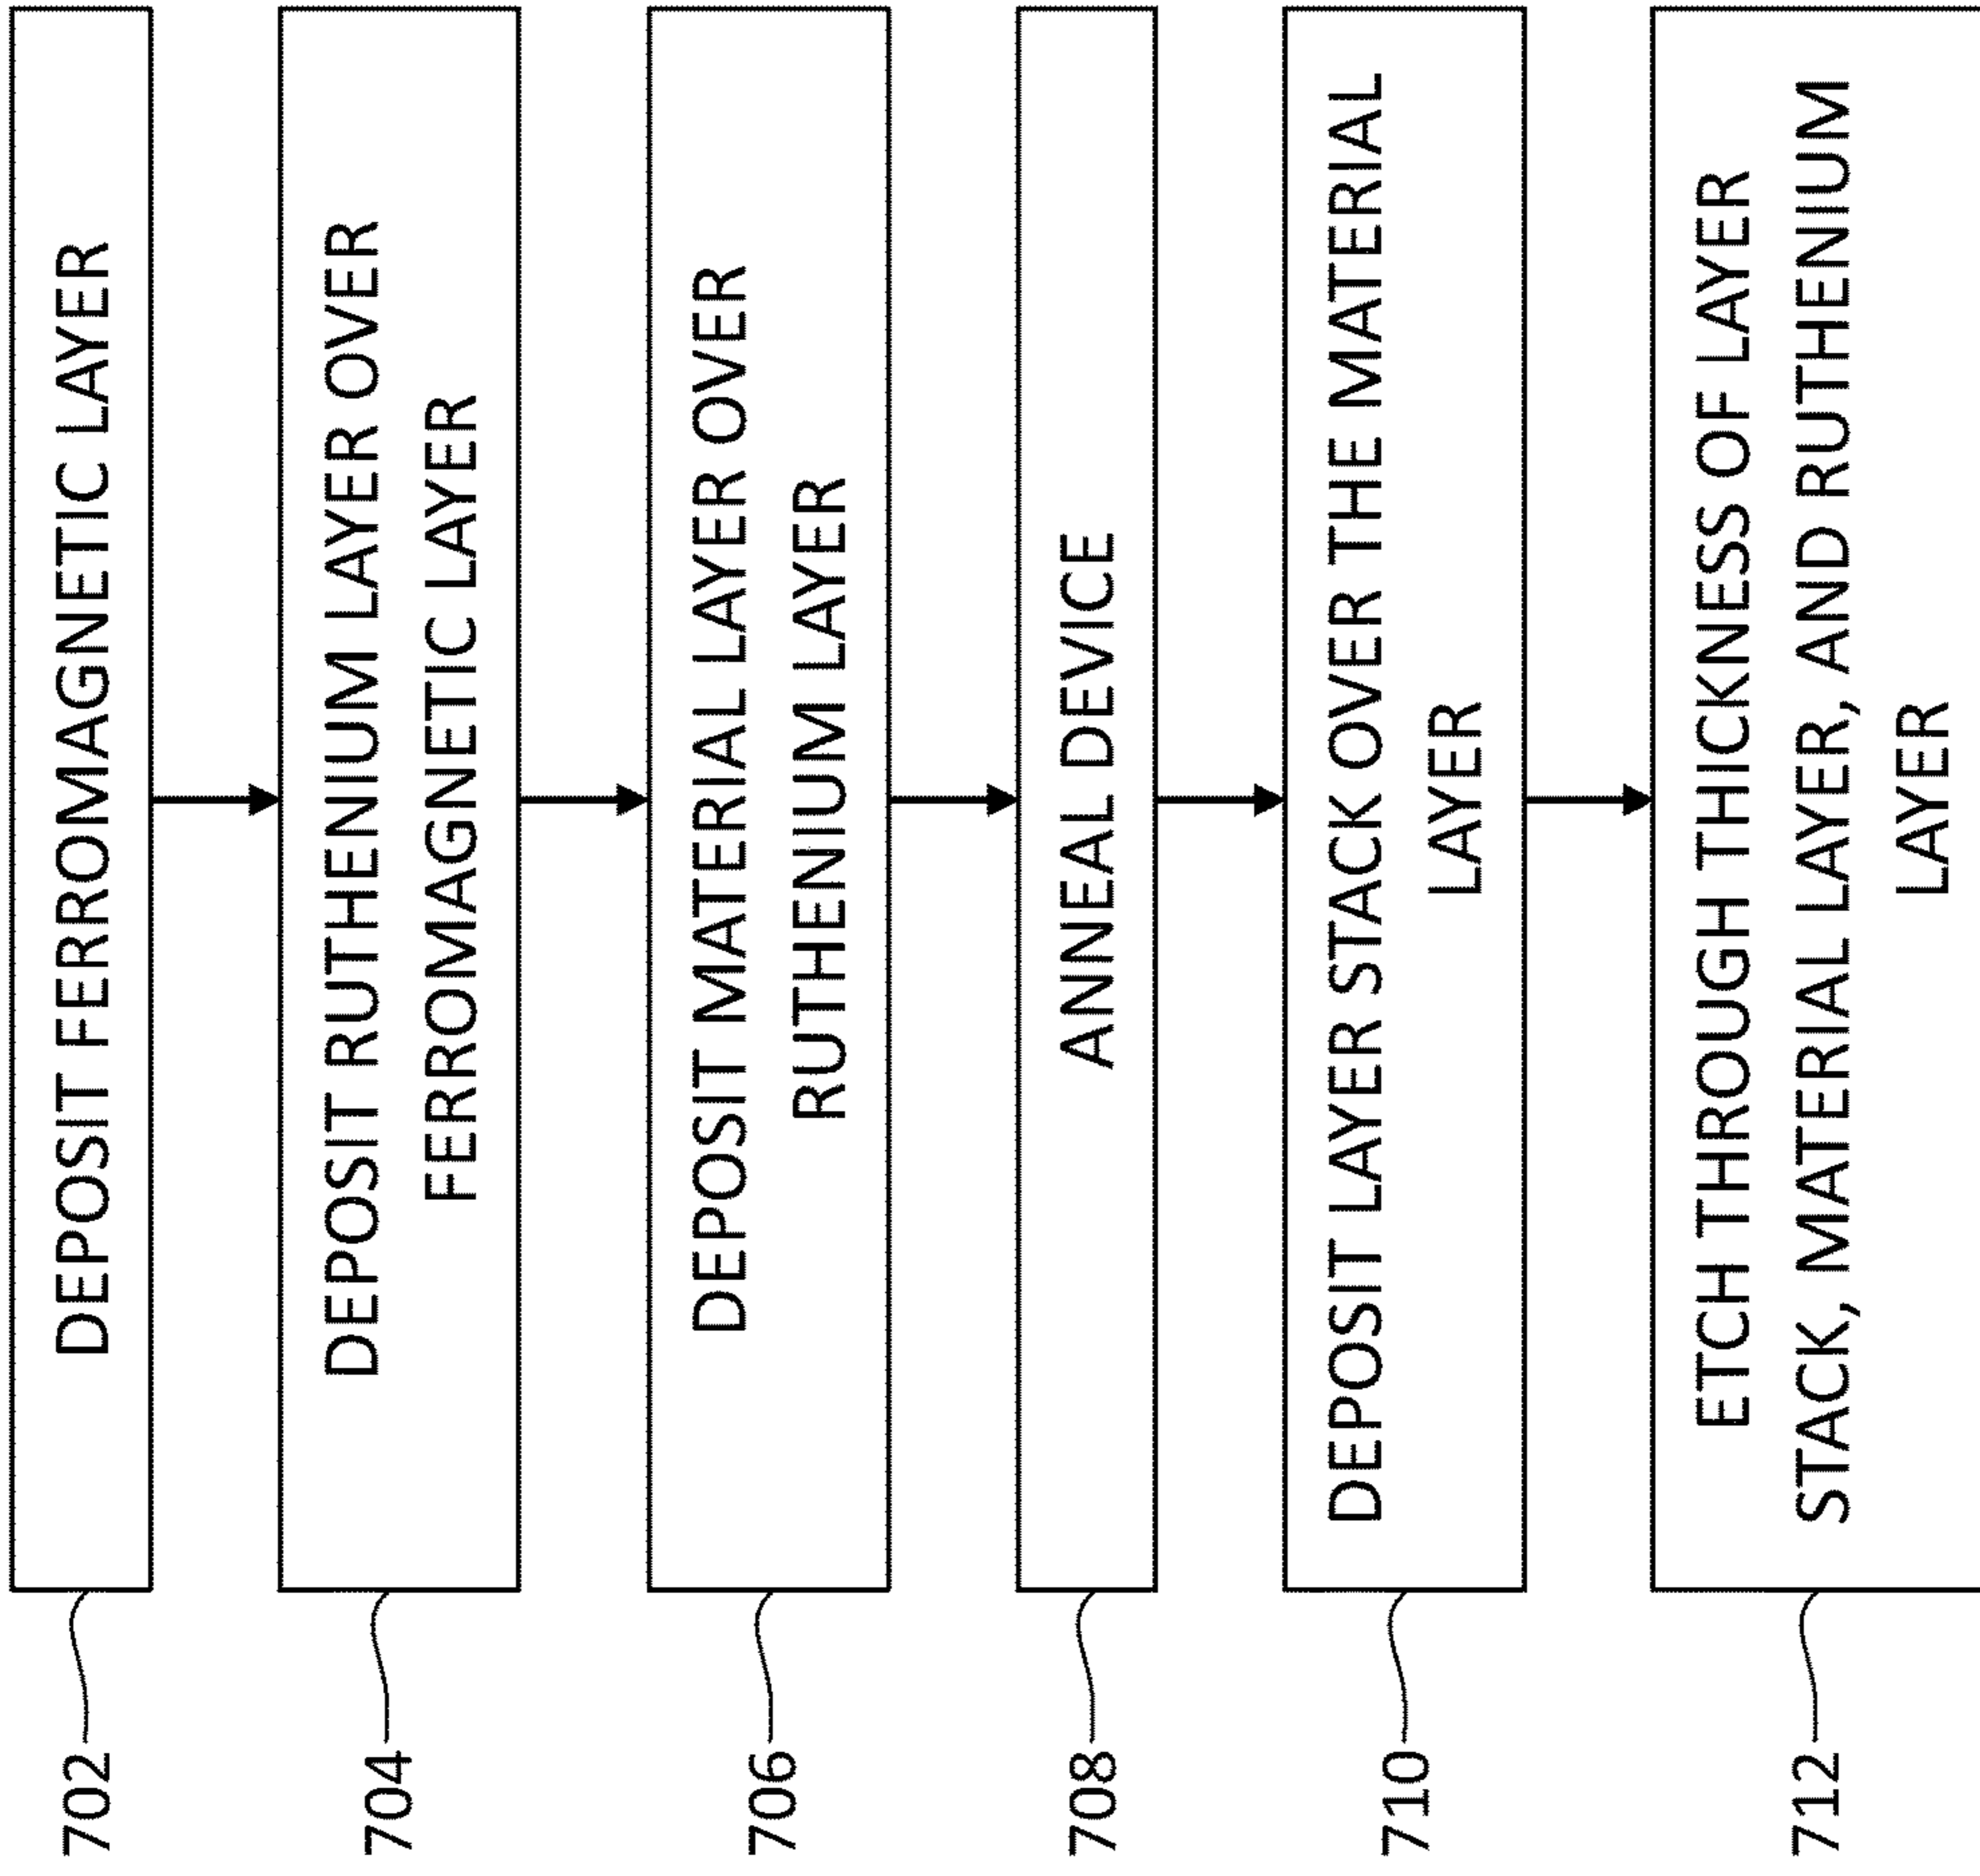 702
DEPOSIT FERROMAGNETIC LAYER
704
DEPOSIT RUTHENIUM LAYER OVER
FERROMAGNETIC LAYER
706
DEPOSIT MATERIAL LAYER OVER
RUTHENIUM LAYER
708
ANNEAL DEVICE
710
DEPOSIT LAYER STACK OVER THE MATERIAL
LAYER
712
ETCH THROUGH THICKNESS OF LAYER
STACK, MATERIAL LAYER, AND RUTHENIUM
LAYER